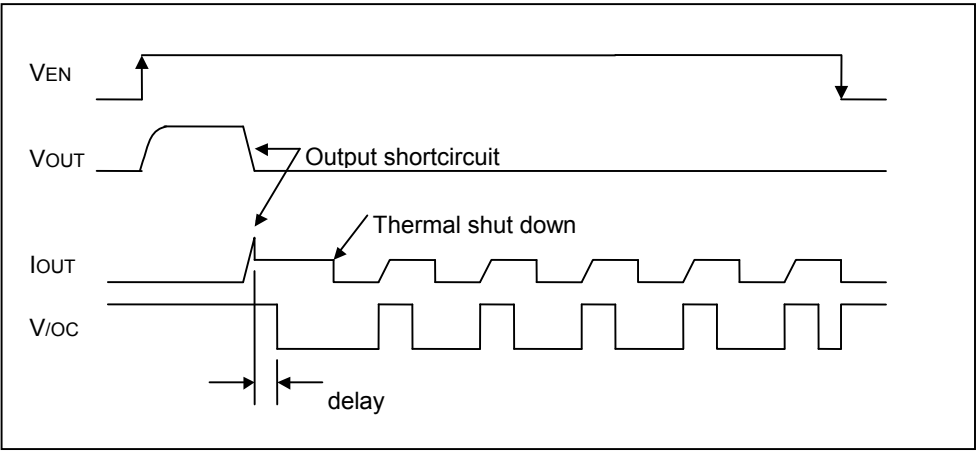 VEN
VOUT
Output shortcircuit
Thermal shut down
IOUT
V/OC
delay